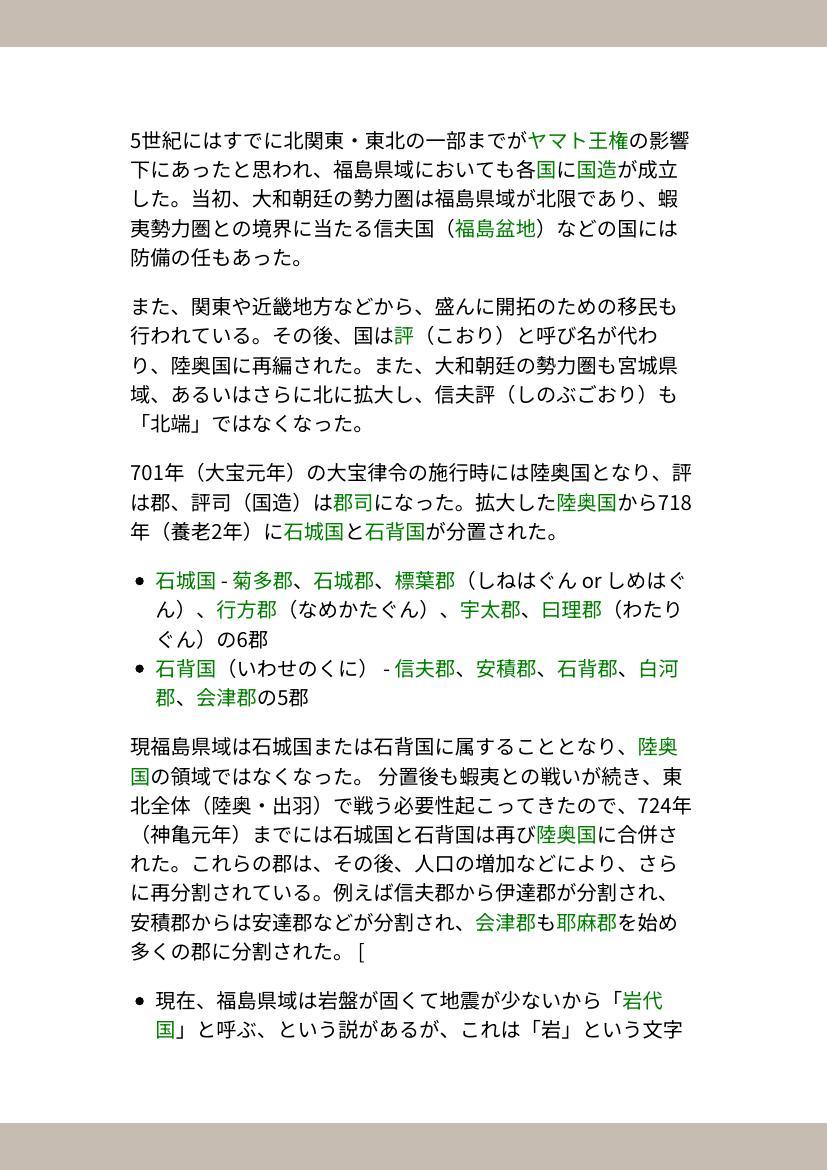 5世紀にはすでに北関東・東北の一部までがヤマト王権の影響
下にあったと思われ、福島県域においても各国に国造が成立
した。当初、大和朝廷の勢力圏は福島県域が北限であり、蝦
夷勢力圏との境界に当たる信夫国（福島盆地）などの国には
防備の任もあった。
また、関東や近畿地方などから、盛んに開拓のための移民も
行われている。その後、国は評（こおり）と呼び名が代わ
り、陸奥国に再編された。また、大和朝廷の勢力圏も宮城県
域、あるいはさらに北に拡大し、信夫評（しのぶごおり）も
「北端」ではなくなった。
701年（大宝元年）の大宝律令の施行時には陸奥国となり、評
は郡、評司（国造）は郡司になった。拡大した陸奥国から718
年（養老2年）に石城国と石背国が分置された。
• 石城国 - 菊多郡、石城郡、標葉郡（しねはぐん or しめはぐ
ん）、行方郡（なめかたぐん）、宇太郡、曰理郡（わたり
ぐん）の6郡
• 石背国（いわせのくに） - 信夫郡、安積郡、石背郡、白河
郡、会津郡の5郡
現福島県域は石城国または石背国に属することとなり、陸奥
国の領域ではなくなった。 分置後も蝦夷との戦いが続き、東
北全体（陸奥・出羽）で戦う必要性起こってきたので、724年
（神亀元年）までには石城国と石背国は再び陸奥国に合併さ
れた。これらの郡は、その後、人口の増加などにより、さら
に再分割されている。例えば信夫郡から伊達郡が分割され、
安積郡からは安達郡などが分割され、会津郡も耶麻郡を始め
多くの郡に分割された。 [
• 現在、福島県域は岩盤が固くて地震が少ないから「岩代
国」と呼ぶ、という説があるが、これは「岩」という文字